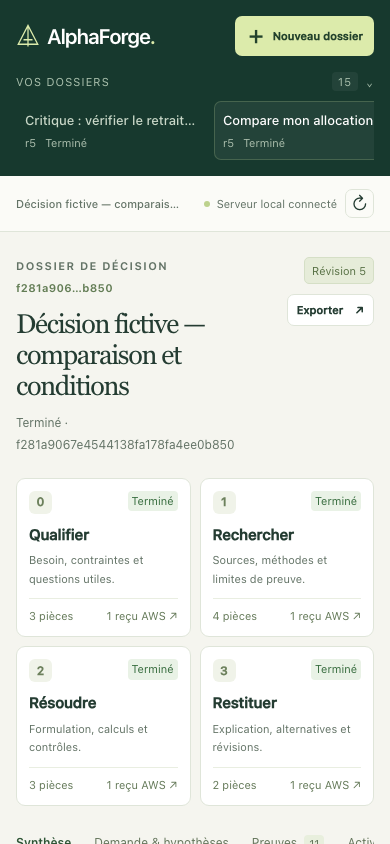 AlphaForge.
Nouveau dossier
VOS DOSSIERS
15
Critique : vérifier le retrait...
r5 Terminé
Compare mon allocation
r5 Terminé
Décision fictive — comparais...
Serveur local connecté
DOSSIER DE DÉCISION
f281a906...b850
Révision 5
Exporter ↗
Décision fictive —
comparaison et
conditions
Terminé ·
f281a9067e4544138fa178fa4ee0b850
0
Terminé
Qualifier
Besoin, contraintes et
questions utiles.
3 pièces
1 reçu AWS ↗
1
Terminé
Rechercher
Sources, méthodes et
limites de preuve.
4 pièces
1 reçu AWS ↗
2
Terminé
Résoudre
Formulation, calculs et
contrôles.
3 pièces
1 reçu AWS ↗
3
Terminé
Restituer
Explication, alternatives et
révisions.
2 pièces
1 reçu AWS ↗
Synthèse
Demande & hypothèses
Preuves
11
Activ